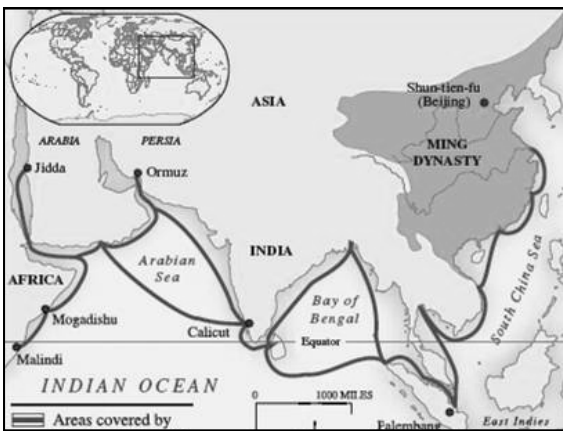 Shun-tien-fu
(Beijing)
ASIA
ARABIA
PERSIA
MING
DYNASTY
Jidda
Ormuz
INDIA
Arabian
Sea
AFRICA
Bay of
Bengal
South China Sea
Mogadishu
Calicut
Equator
Malindi
INDIAN OCEAN
0 1000 MILES
Areas covered by
Palembang
East Indies